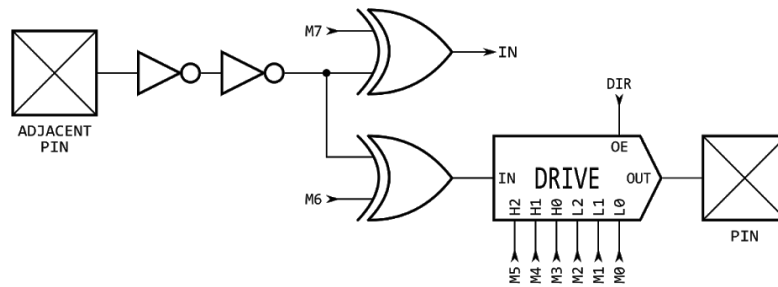 M7
IN
ADJACENT
PIN
DIR
OE
IN
DRIVE
OUT
M6
H2
H1
H0
L2
L1
L0
PIN
M5
M4
M3
M2
M1
M0